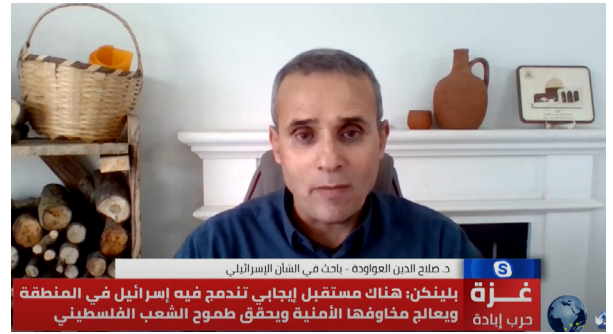 د. صلاح الدين العواودة - باحث في الشأن الإسرائيلي
غزة
حرب إبادة
بلينكن: هناك مستقبل إيجابي تندمج فيه إسرائيل في المنطقة
ويعالج مخاوفها الأمنية ويحقق طموح الشعب الفلسطيني